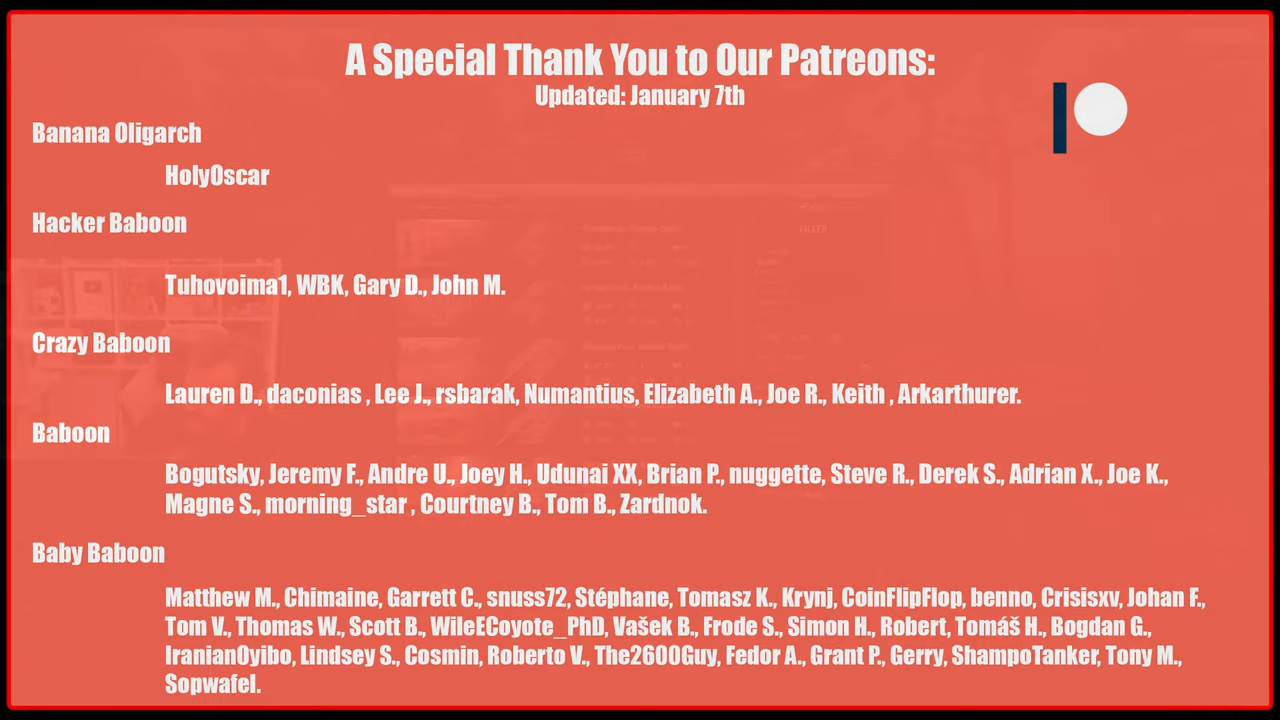 A Special Thank You to Our Patreons:
Updated: January 7th
Banana Oligarch
HolyOscar
Hacker Baboon
Tuhovoima1, WBK, Gary D., John M.
Crazy Baboon
Lauren D., daconias , Lee J., rsbarak, Numantius, Elizabeth A., Joe R., Keith , Arkarthurer.
Baboon
Bogutsky, Jeremy F., Andre U., Joey H., Udunai XX, Brian P., nuggette, Steve R., Derek S., Adrian X., Joe K.,
Magne S., morning_star , Courtney B., Tom B., Zardnok.
Baby Baboon
Matthew M., Chimaine, Garrett C., snuss72, Stéphane, Tomasz K., Krynj, CoinFlipFlop, benno, Crisisxv, Johan F.,
Tom V., Thomas W., Scott B., WileECoyote_PhD, Vašek B., Frode S., Simon H., Robert, Tomáš H., Bogdan G.,
IranianOyibo, Lindsey S., Cosmin, Roberto V., The2600Guy, Fedor A., Grant P., Gerry, ShampoTanker, Tony M.,
Sopwafel.